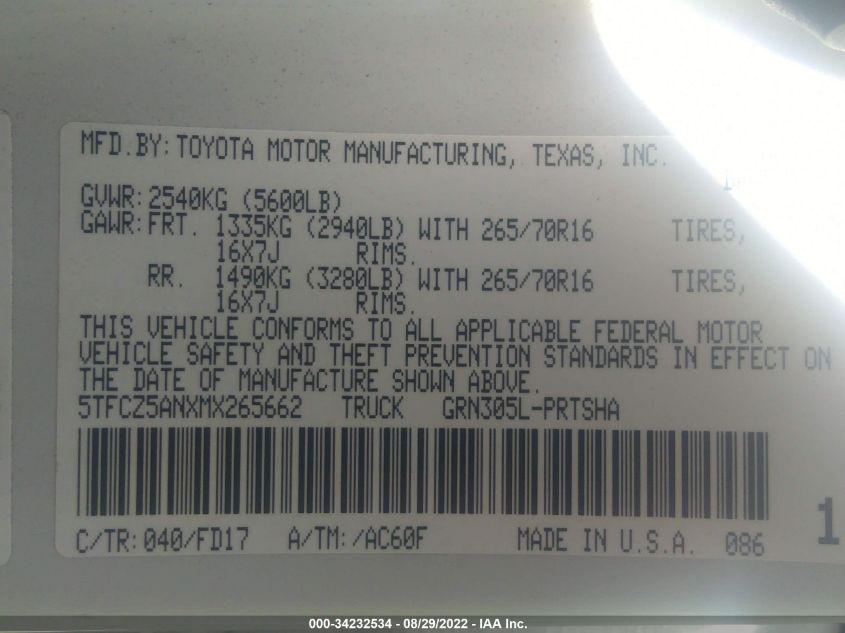 MFD.BY: TOYOTA MOTOR MANUFACTURING, TEXAS, INC.
GVWR: 2540KG (5600LB)
GAWR: FRT. 1335KG (2940LB) WITH 265/70R16 TIRES,
16X7J RIMS.
RR. 1490KG (3280LB) WITH 265/70R16 TIRES,
16X7J RIMS.
THIS VEHICLE CONFORMS TO ALL APPLICABLE FEDERAL MOTOR
VEHICLE SAFETY AND THEFT PREVENTION STANDARDS IN EFFECT ON
THE DATE OF MANUFACTURE SHOWN ABOVE.
5TFCZ5ANXMX265662 TRUCK GRN305L-PRTSHA
C/TR: 040/FD17 A/TM: /AC60F MADE IN U.S.A. 086
1
000-34232534 - 08/29/2022 - IAA Inc.